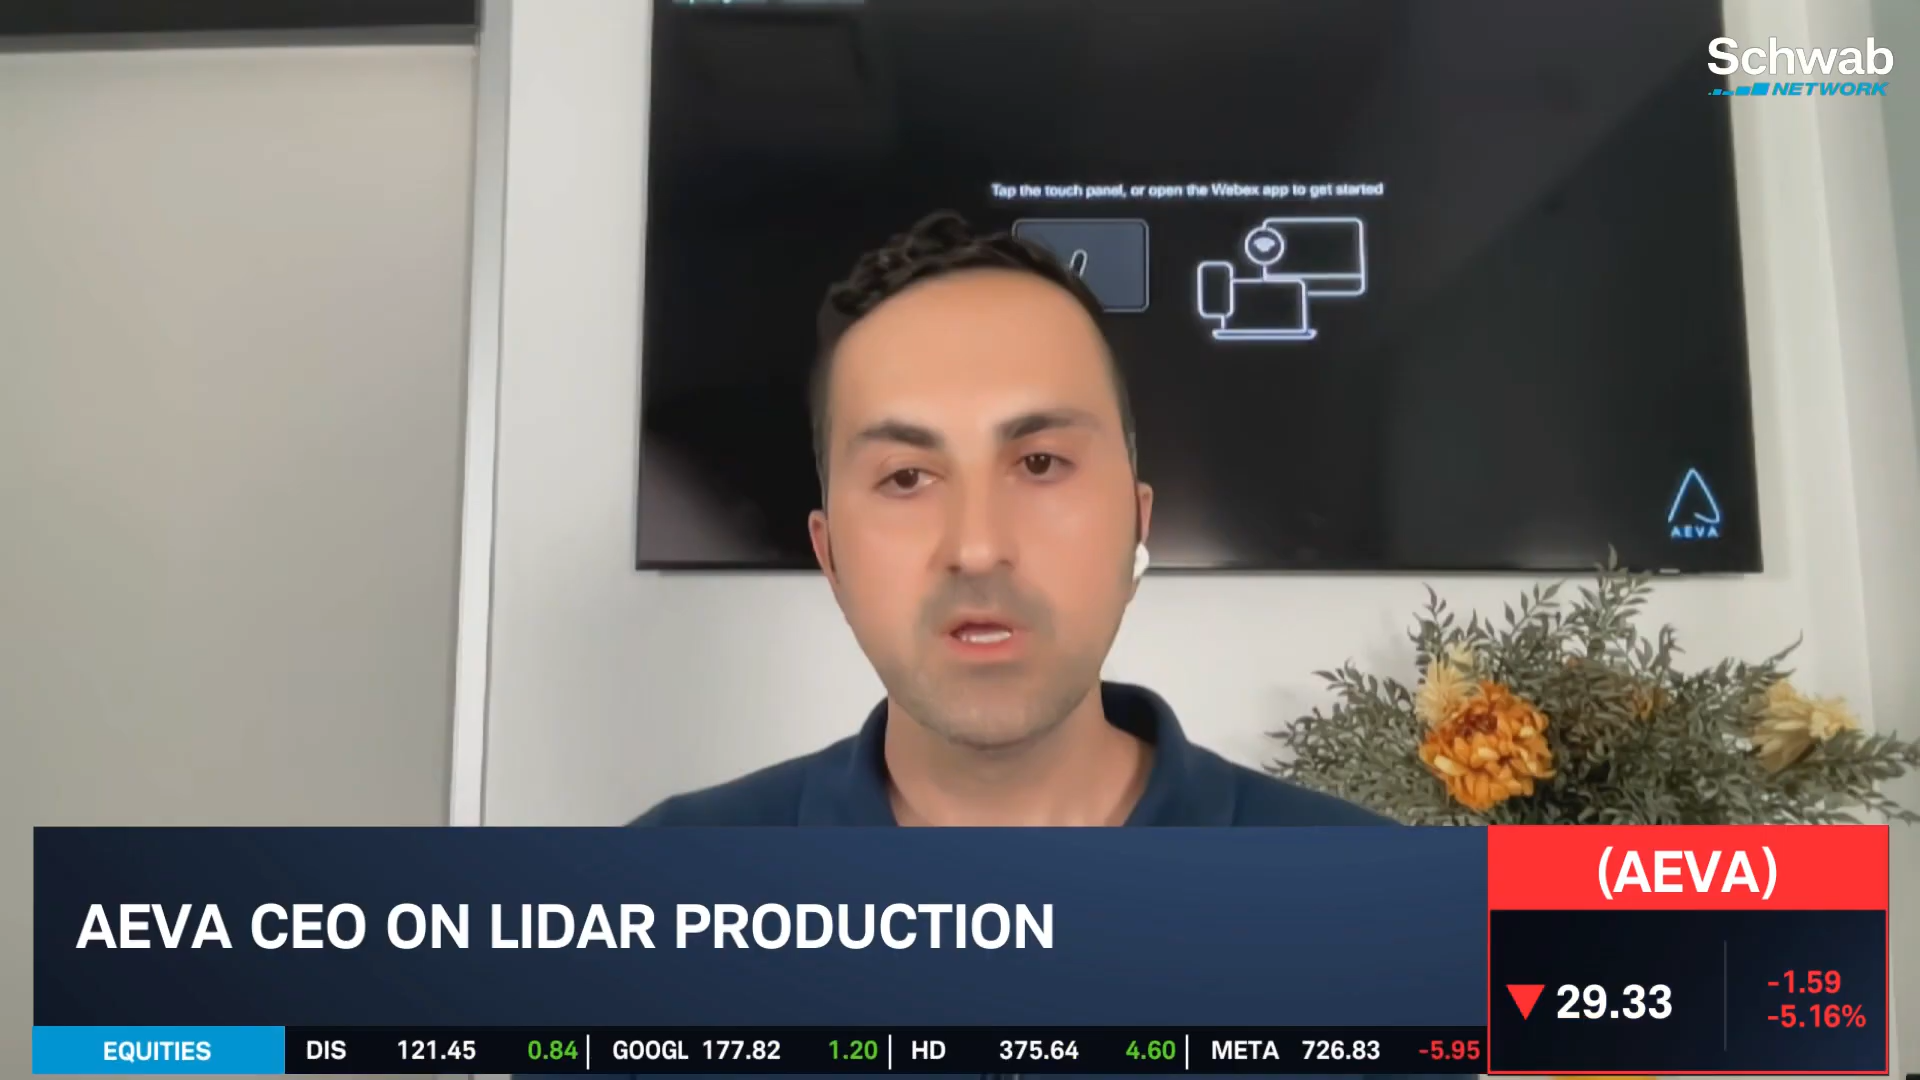 Schwab
NETWORK
Tap the touch panel, or open the Webex app to get started
AEVA
(AEVA)
AEVA CEO ON LIDAR PRODUCTION
▼ 29.33
-1.59
-5.16%
EQUITIES DIS 121.45 0.84 GOOGL 177.82 1.20 HD 375.64 4.60 META 726.83 -5.95